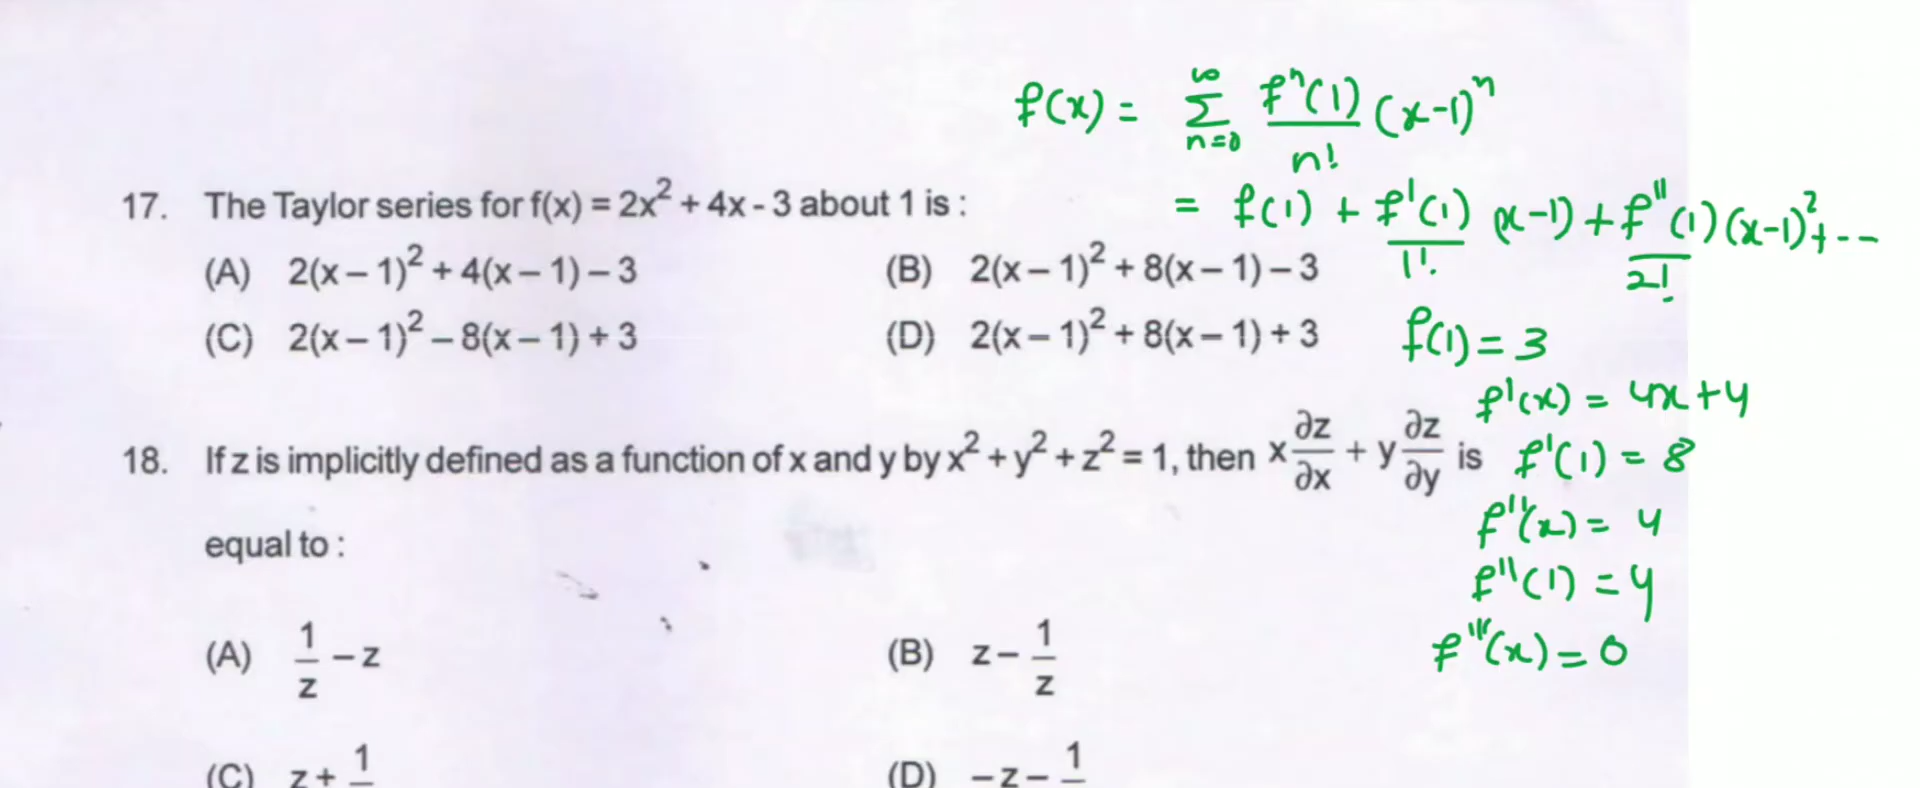 f(x) = ∞Σn=0 fⁿ(1)/n! (x-1)ⁿ
17. The Taylor series for f(x) = 2x² + 4x - 3 about 1 is :
= f(1) + f'(1)/1! (x-1) + f''(1)/2! (x-1)² + --
(A) 2(x – 1)² + 4(x – 1) – 3 (B) 2(x – 1)² + 8(x – 1) – 3
(C) 2(x – 1)² – 8(x – 1) + 3 (D) 2(x – 1)² + 8(x – 1) + 3
f(1) = 3
f'(x) = 4x + 4
18. If z is implicitly defined as a function of x and y by x² + y² + z² = 1, then x ∂z/∂x + y ∂z/∂y is
f'(1) = 8
f''(x) = 4
equal to :
f''(1) = 4
f'''(x) = 0
(A) 1/z – z (B) z – 1/z
(C) z + 1 (D) –z – 1